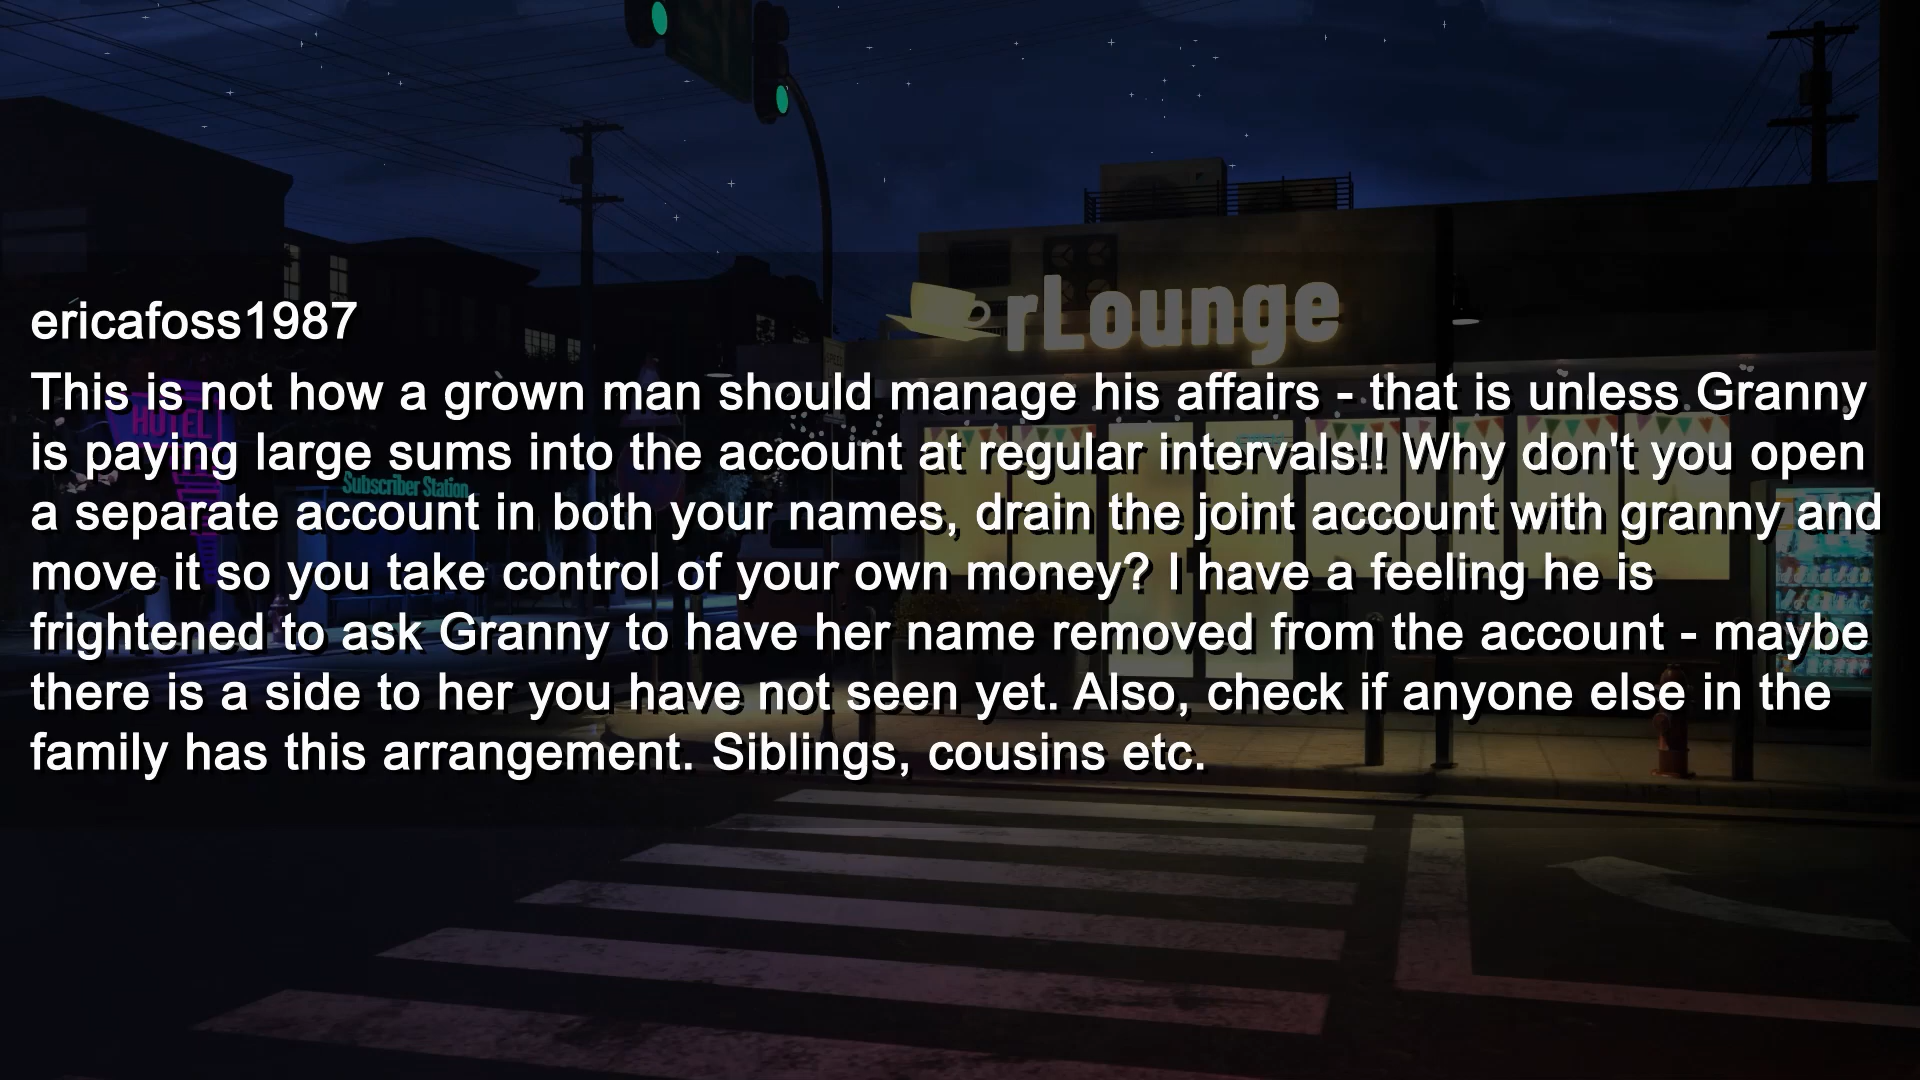 rLounge
HOTEL
Subscriber Station
ericafoss1987
This is not how a grown man should manage his affairs - that is unless Granny
is paying large sums into the account at regular intervals!! Why don't you open
a separate account in both your names, drain the joint account with granny and
move it so you take control of your own money? I have a feeling he is
frightened to ask Granny to have her name removed from the account - maybe
there is a side to her you have not seen yet. Also, check if anyone else in the
family has this arrangement. Siblings, cousins etc.